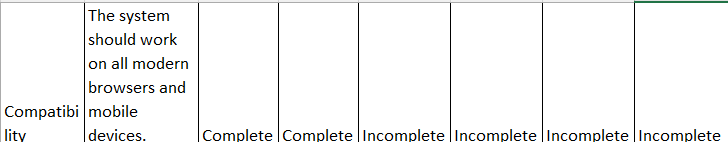 The system
should work
on all modern
browsers and
Compatibi mobile
lity devices. Complete Complete Incomplete Incomplete Incomplete Incomplete